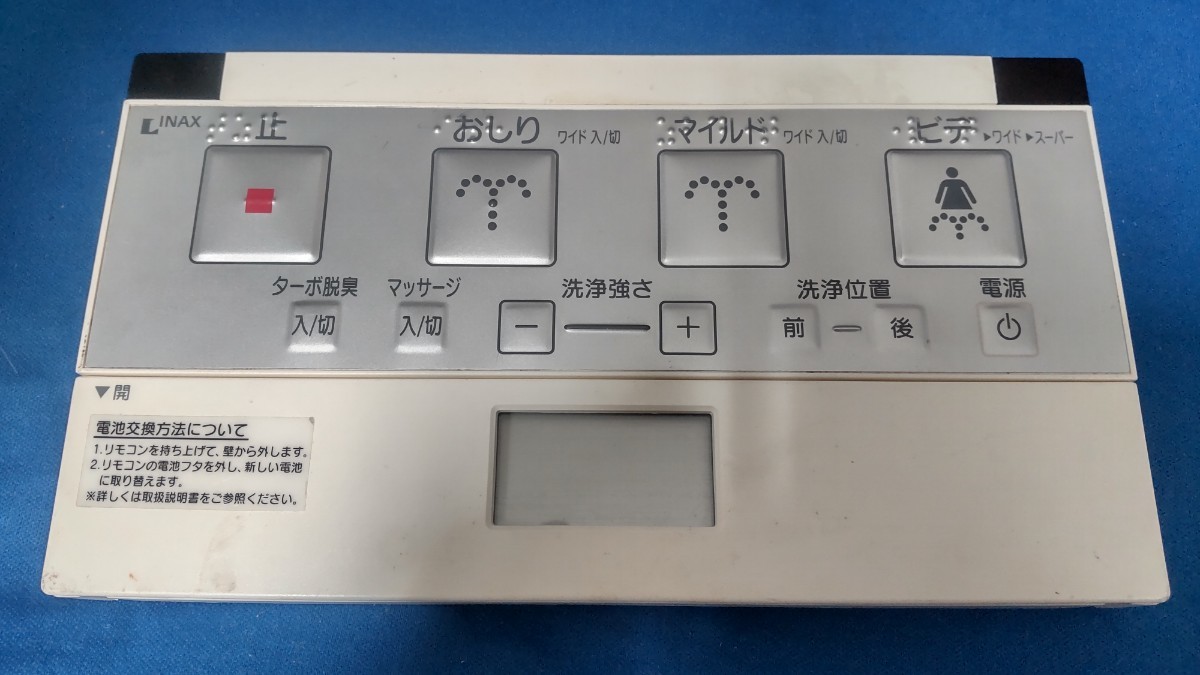 INAX
止
おしり ワイド 入/切
マイルド ワイド 入/切
ビデ ▶ワイド▶スーパー
ターボ脱臭
入/切
マッサージ
入/切
洗浄強さ
− +
洗浄位置
前 後
電源
▼開
電池交換方法について
1.リモコンを持ち上げて、壁から外します。
2.リモコンの電池フタを外し、新しい電池
に取り替えます。
※詳しくは取扱説明書をご参照ください。